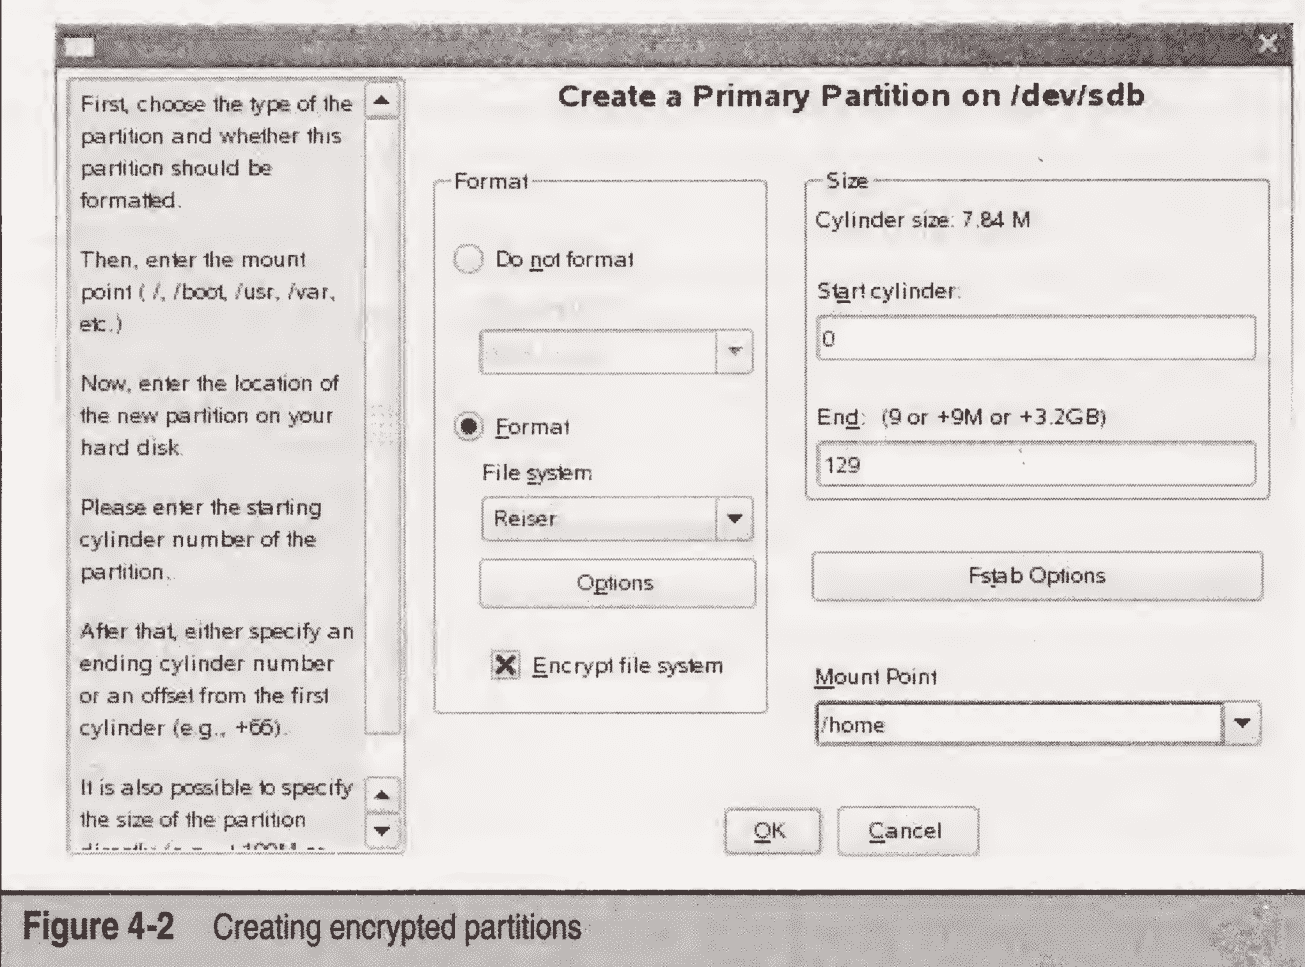 Create a Primary Partition on /dev/sdb
First, choose the type of the
partition and whether this
partition should be
formatted.
Then, enter the mount
point ( /, /boot, /usr, /var,
etc.)
Now, enter the location of
the new partition on your
hard disk.
Please enter the starting
cylinder number of the
partition.
After that, either specify an
ending cylinder number
or an offset from the first
cylinder (e.g., +66).
It is also possible to specify
the size of the partition
Format
Do not format
Format
File system
Reiser
Options
Encrypt file system
Size
Cylinder size: 7.84 M
Start cylinder:
0
End: (9 or +9M or +3.2GB)
129
Fstab Options
Mount Point
/home
OK
Cancel
Figure 4-2 Creating encrypted partitions